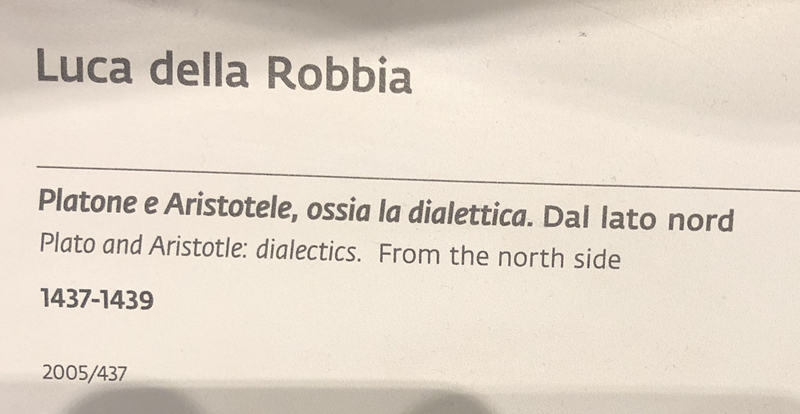 Luca della Robbia
Platone e Aristotele, ossia la dialettica. Dal lato nord
Plato and Aristotle: dialectics. From the north side
1437-1439
2005/437